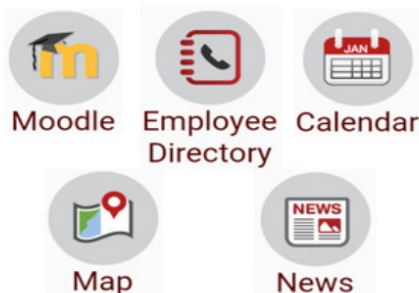 m
JAN
Moodle
Employee
Directory
Calendar
NEWS
Map
News